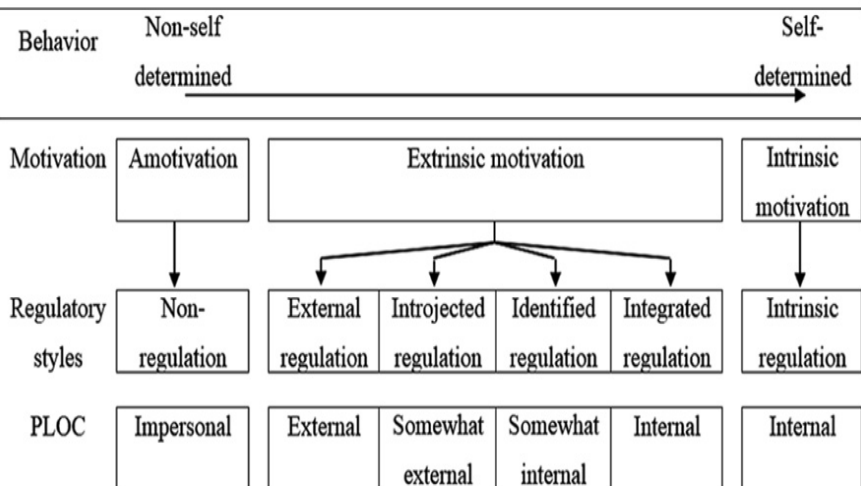 Behavior Non-self Self-
determined determined
Motivation Amotivation Extrinsic motivation Intrinsic
motivation
Regulatory Non- External Introjected Identified Integrated Intrinsic
styles regulation regulation regulation regulation regulation regulation
PLOC Impersonal External Somewhat Somewhat Internal Internal
external internal